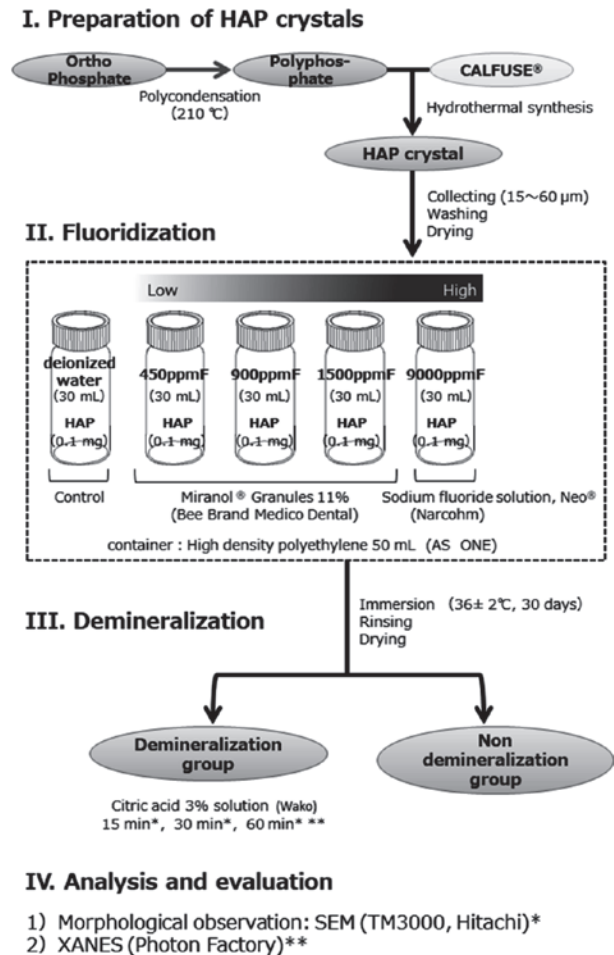 I. Preparation of HAP crystals
Ortho Phosphate
Polyphos-phate
CALFUSE®
Polycondensation
(210 ℃)
Hydrothermal synthesis
HAP crystal
Collecting (15～60 μm)
Washing
Drying
II. Fluoridization
Low High
deionized water 450ppmF 900ppmF 1500ppmF 9000ppmF
(30 mL) (30 mL) (30 mL) (30 mL) (30 mL)
HAP HAP HAP HAP HAP
(0.1 mg) (0.1 mg) (0.1 mg) (0.1 mg) (0.1 mg)
Control Miranol® Granules 11% Sodium fluoride solution, Neo®
(Bee Brand Medico Dental) (Narcohm)
container : High density polyethylene 50 mL (AS ONE)
Immersion (36± 2℃, 30 days)
III. Demineralization
Rinsing
Drying
Demineralization group
Non demineralization group
Citric acid 3% solution (Wako)
15 min*, 30 min*, 60 min* **
IV. Analysis and evaluation
1) Morphological observation: SEM (TM3000, Hitachi)*
2) XANES (Photon Factory)**